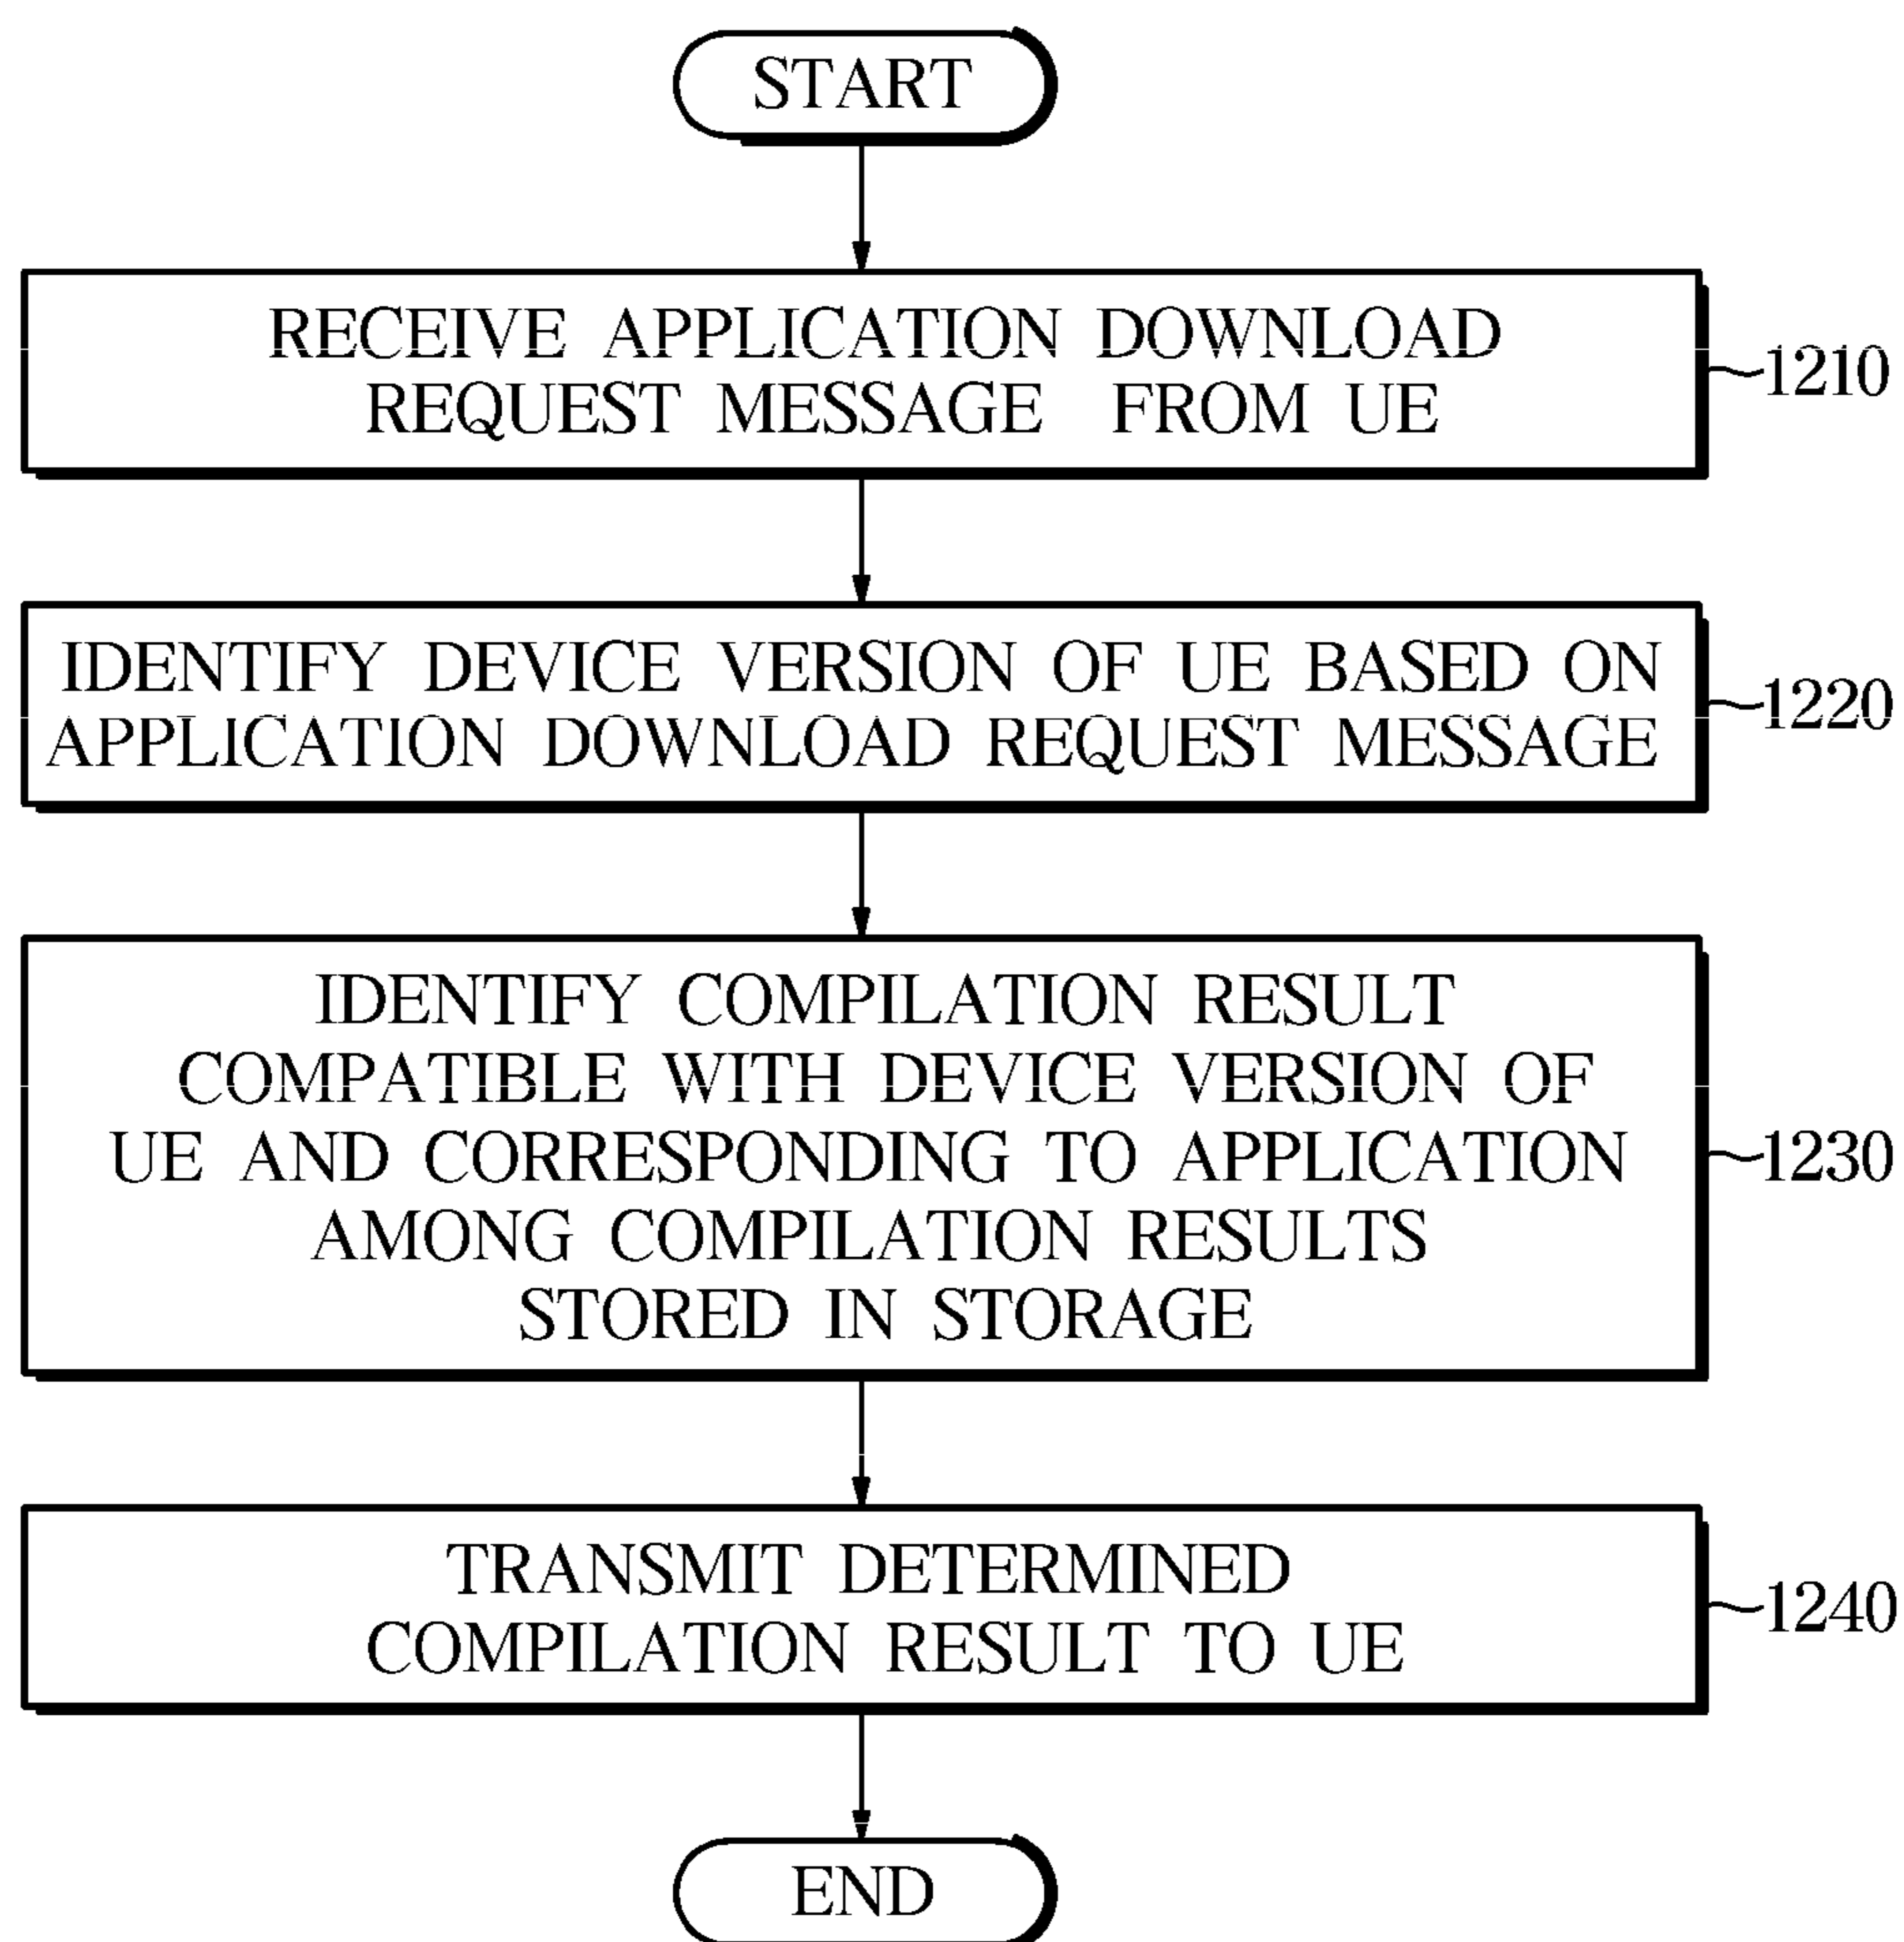 START
RECEIVE APPLICATION DOWNLOAD
REQUEST MESSAGE FROM UE
1210
IDENTIFY DEVICE VERSION OF UE BASED ON
APPLICATION DOWNLOAD REQUEST MESSAGE
1220
IDENTIFY COMPILATION RESULT
COMPATIBLE WITH DEVICE VERSION OF
UE AND CORRESPONDING TO APPLICATION
AMONG COMPILATION RESULTS
STORED IN STORAGE
1230
TRANSMIT DETERMINED
COMPILATION RESULT TO UE
1240
END